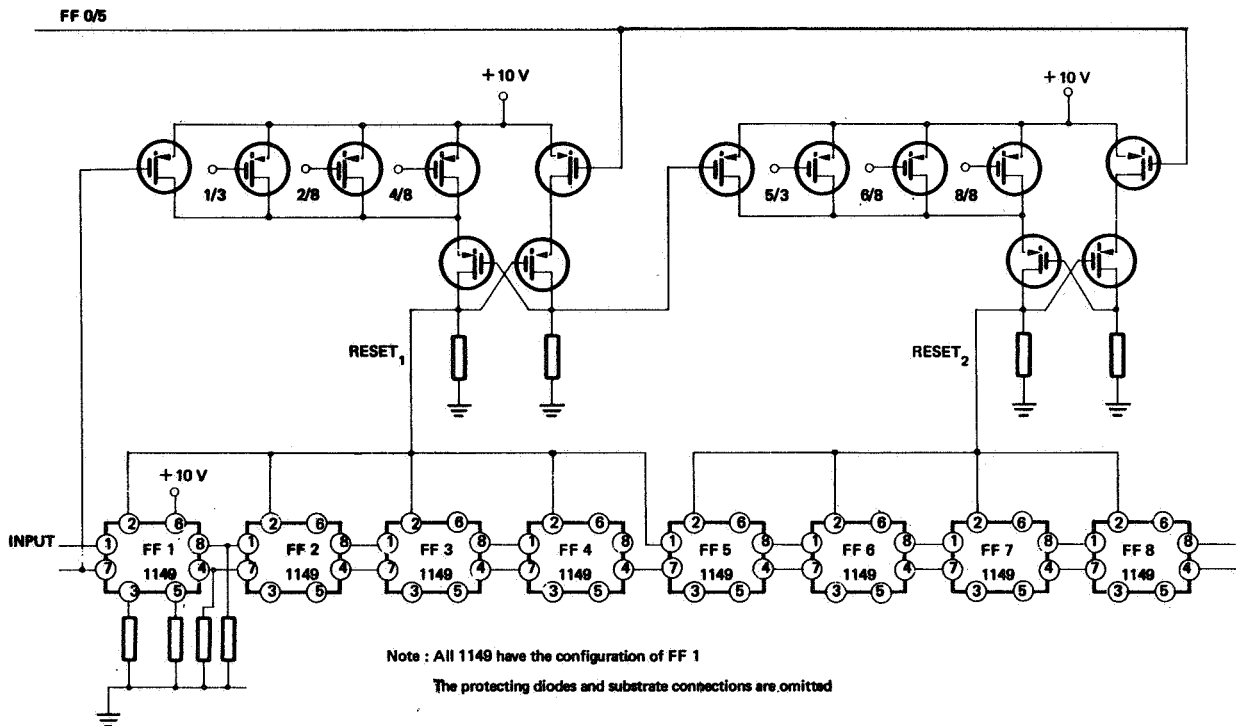 FF 0/5
+ 10 V
+ 10 V
1/3
2/8
4/8
5/3
6/8
8/8
RESET1
RESET2
+ 10 V
2 6 2 6 2 6 2 6 2 6 2 6 2 6 2 6
INPUT
1 FF 1 8 1 FF 2 8 1 FF 3 8 1 FF 4 8 1 FF 5 8 1 FF 6 8 1 FF 7 8 1 FF 8 8
7 1149 4 7 1149 4 7 1149 4 7 1149 4 7 1149 4 7 1149 4 7 1149 4 7 1149 4
3 5 3 5 3 5 3 5 3 5 3 5 3 5 3 5
Note : All 1149 have the configuration of FF 1
The protecting diodes and substrate connections are omitted